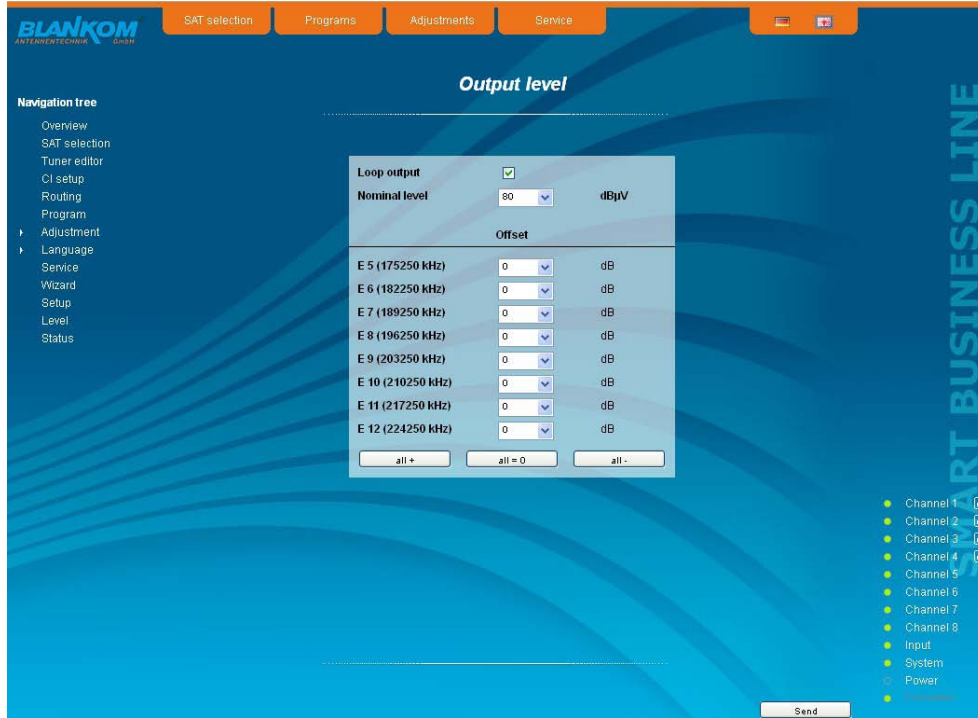 BLANKOM
ANTENNENTECHNIK GmbH
SAT selection
Programs
Adjustments
Service
Output level
Navigation tree
Overview
SAT selection
Tuner editor
CI setup
Routing
Program
Adjustment
Language
Service
Wizard
Setup
Level
Status
Loop output
Nominal level 80 dBµV
Offset
E 5 (175250 kHz) 0 dB
E 6 (182250 kHz) 0 dB
E 7 (189250 kHz) 0 dB
E 8 (196250 kHz) 0 dB
E 9 (203250 kHz) 0 dB
E 10 (210250 kHz) 0 dB
E 11 (217250 kHz) 0 dB
E 12 (224250 kHz) 0 dB
all + all = 0 all -
SMART BUSINESS LINE
Channel 1
Channel 2
Channel 3
Channel 4
Channel 5
Channel 6
Channel 7
Channel 8
Input
System
Power
Send